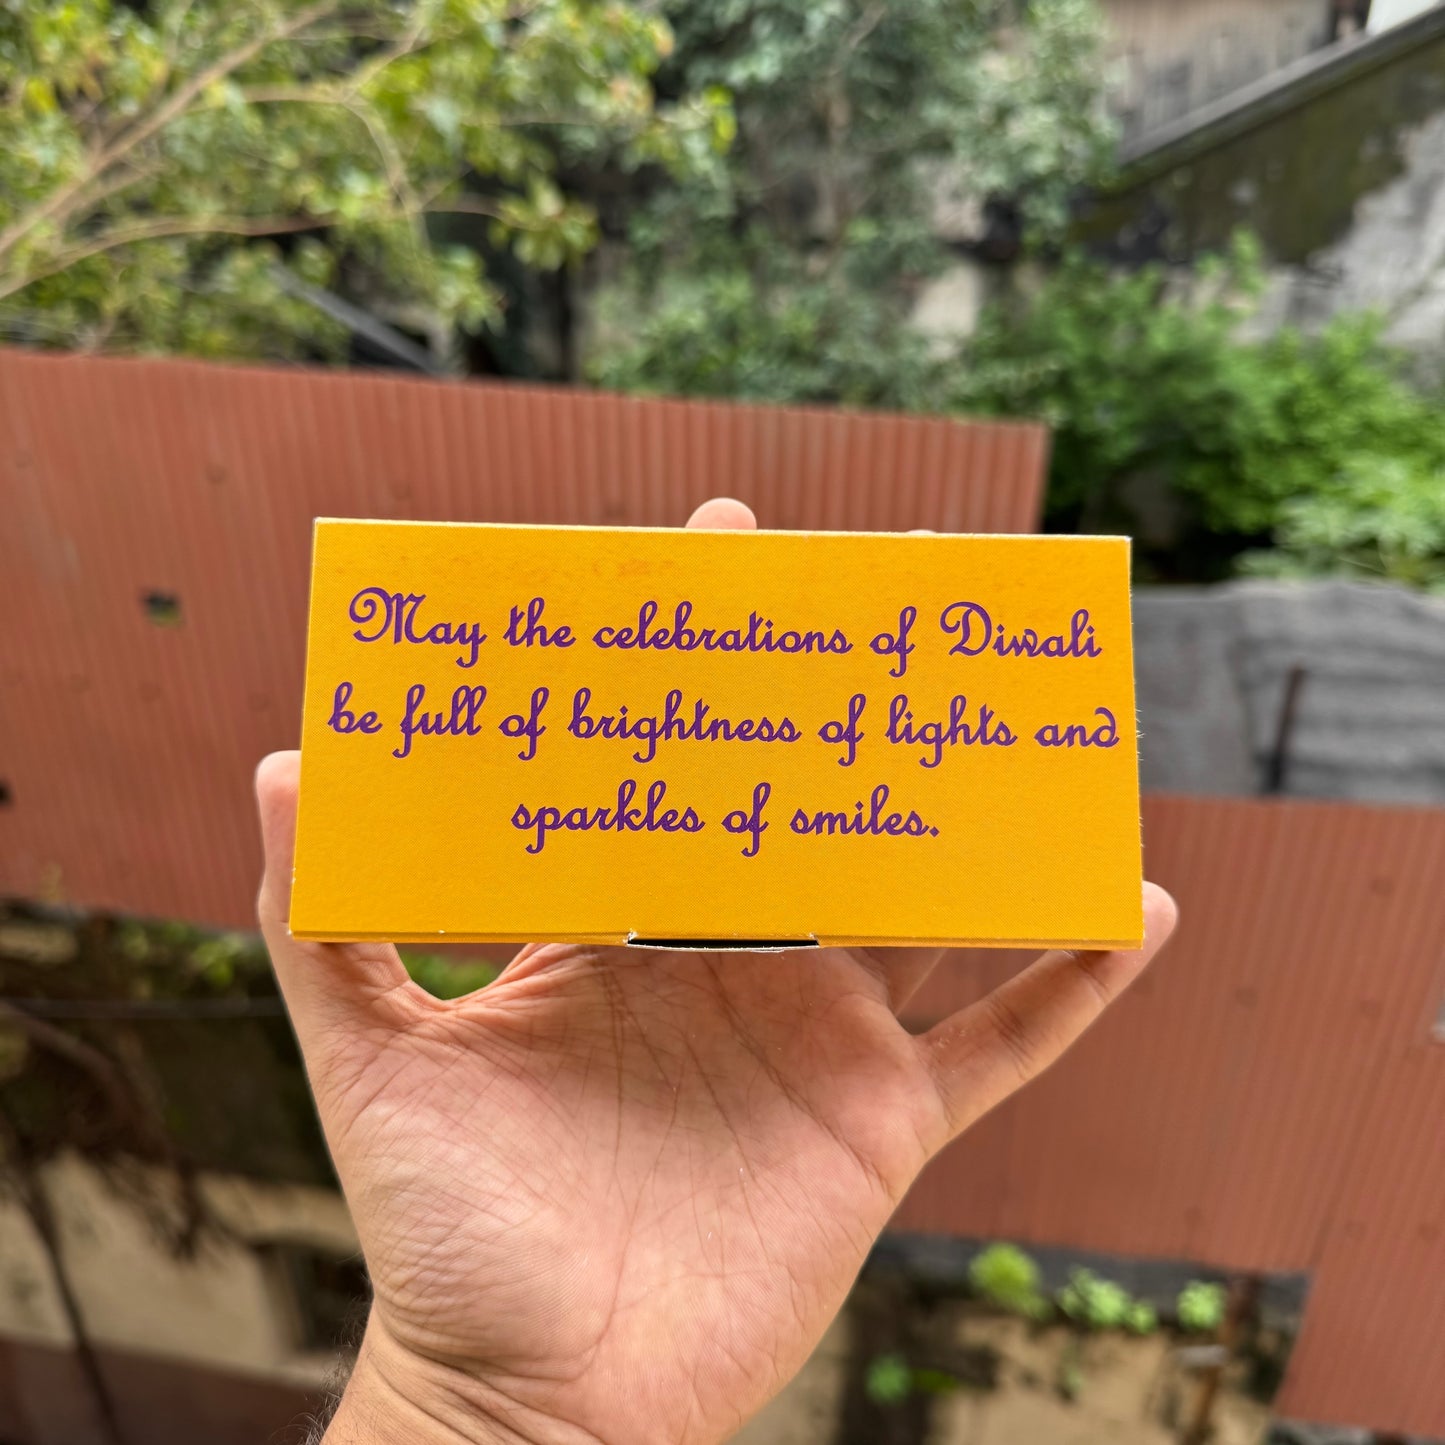 May the celebrations of Diwali
be full of brightness of lights and
sparkles of smiles.